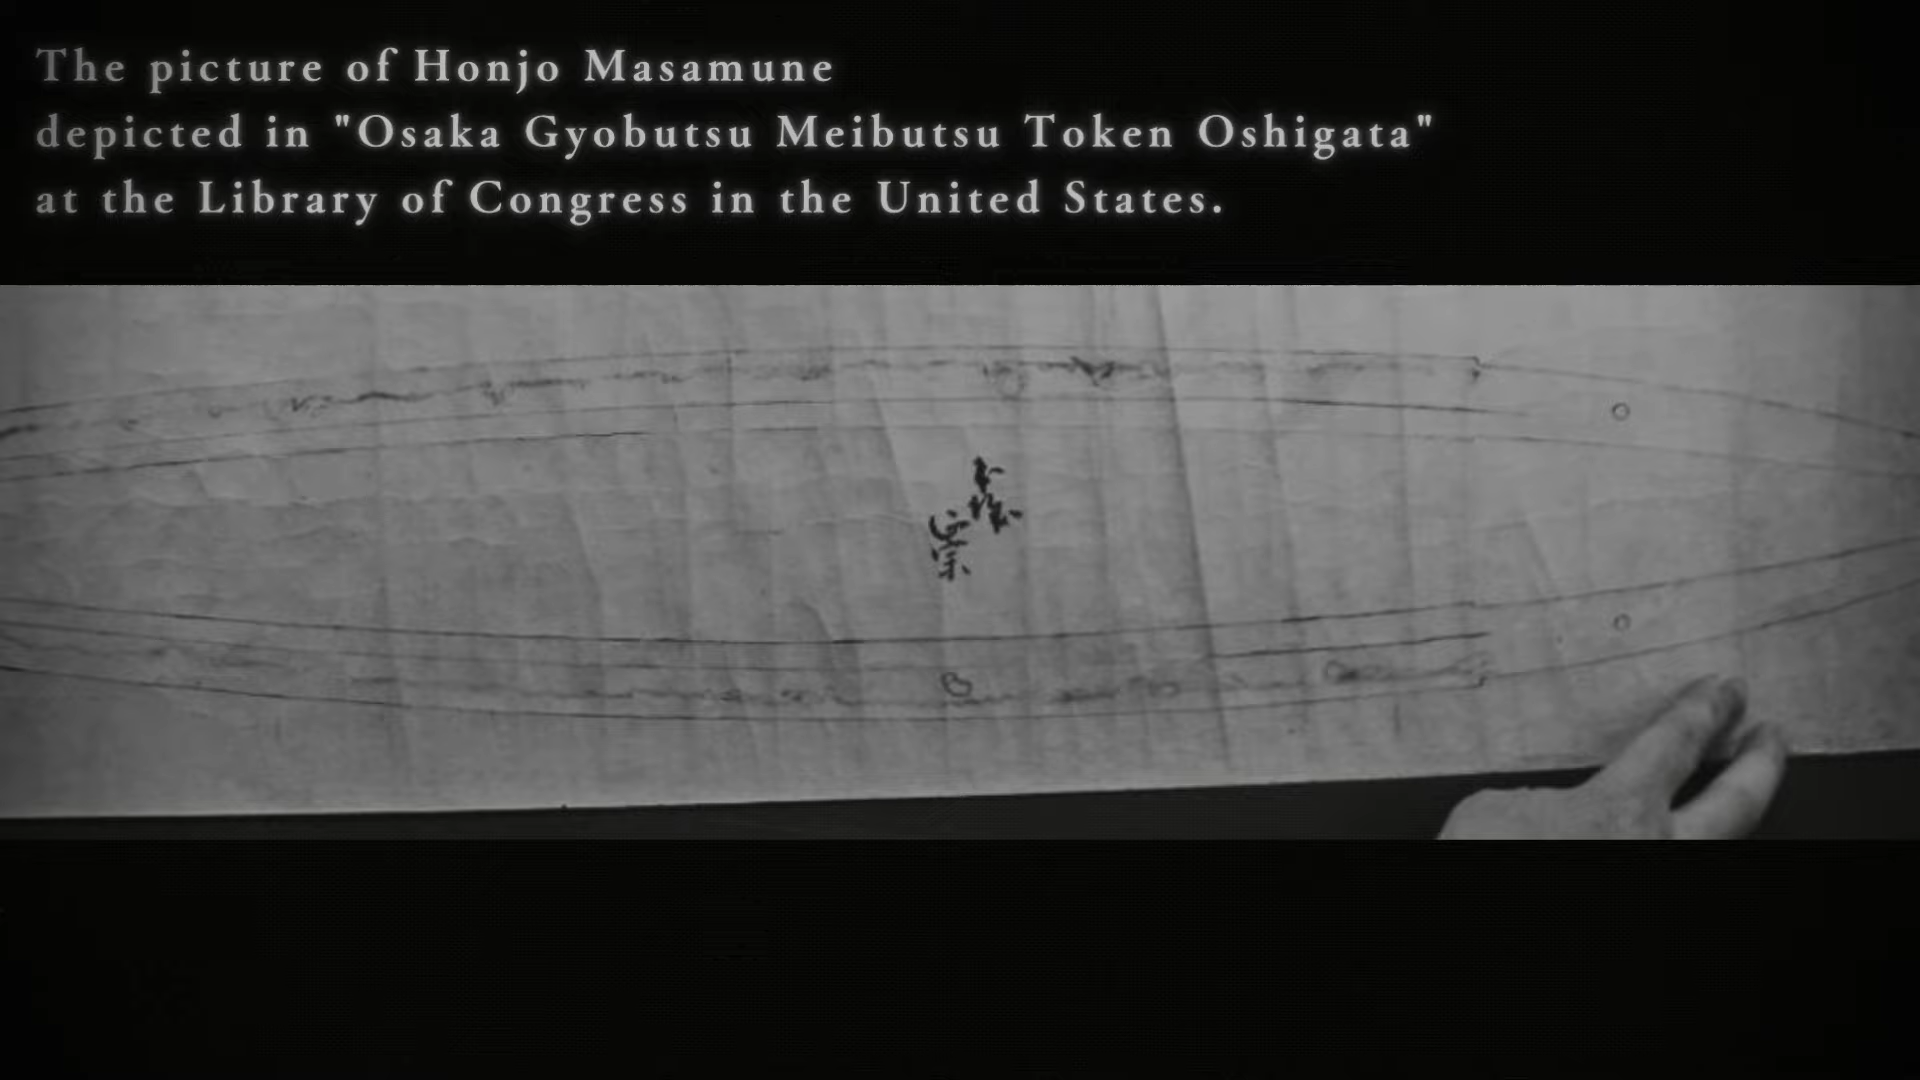 The picture of Honjo Masamune
depicted in "Osaka Gyobutsu Meibutsu Token Oshigata"
at the Library of Congress in the United States.